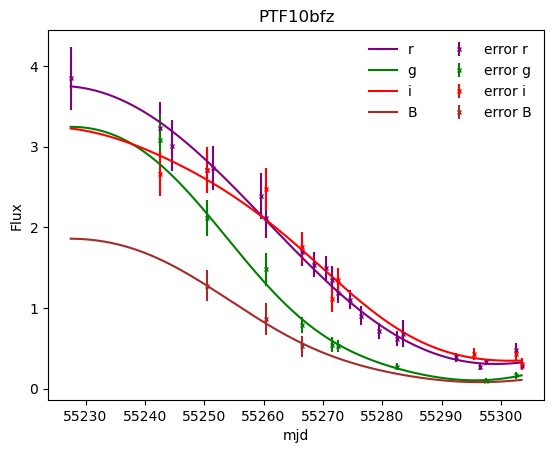 PTF10bfz
r error r
g error g
i error i
B error B
Flux
4
3
2
1
0
55230 55240 55250 55260 55270 55280 55290 55300
mjd